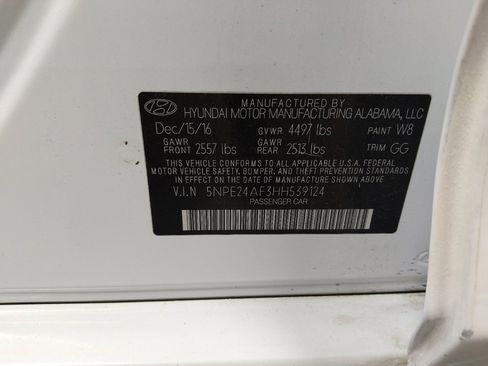 MANUFACTURED BY
HYUNDAI MOTOR MANUFACTURING ALABAMA, LLC
Dec/15/16 GVWR 4497 lbs PAINT W8
GAWR FRONT 2557 lbs GAWR REAR 2513 lbs TRIM GG
THIS VEHICLE CONFORMS TO ALL APPLICABLE U.S.A. FEDERAL
MOTOR VEHICLE SAFETY, BUMPER, AND THEFT PREVENTION STANDARDS
IN EFFECT ON THE DATE OF MANUFACTURE SHOWN ABOVE.
V.I.N 5NPE24AF3HH539124
PASSENGER CAR